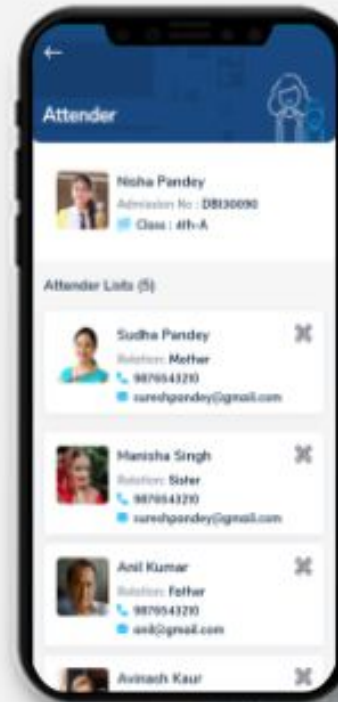 Attender
Nisha Pandey
Admission No : DBI30090
Class : 4th-A
Attender Lists (5)
Sudha Pandey
Relation: Mother
9876543210
sureshpandey@gmail.com
Manisha Singh
Relation: Sister
9876543210
sureshpandey@gmail.com
Anil Kumar
Relation: Father
9876543210
anil@gmail.com
Avinash Kaur